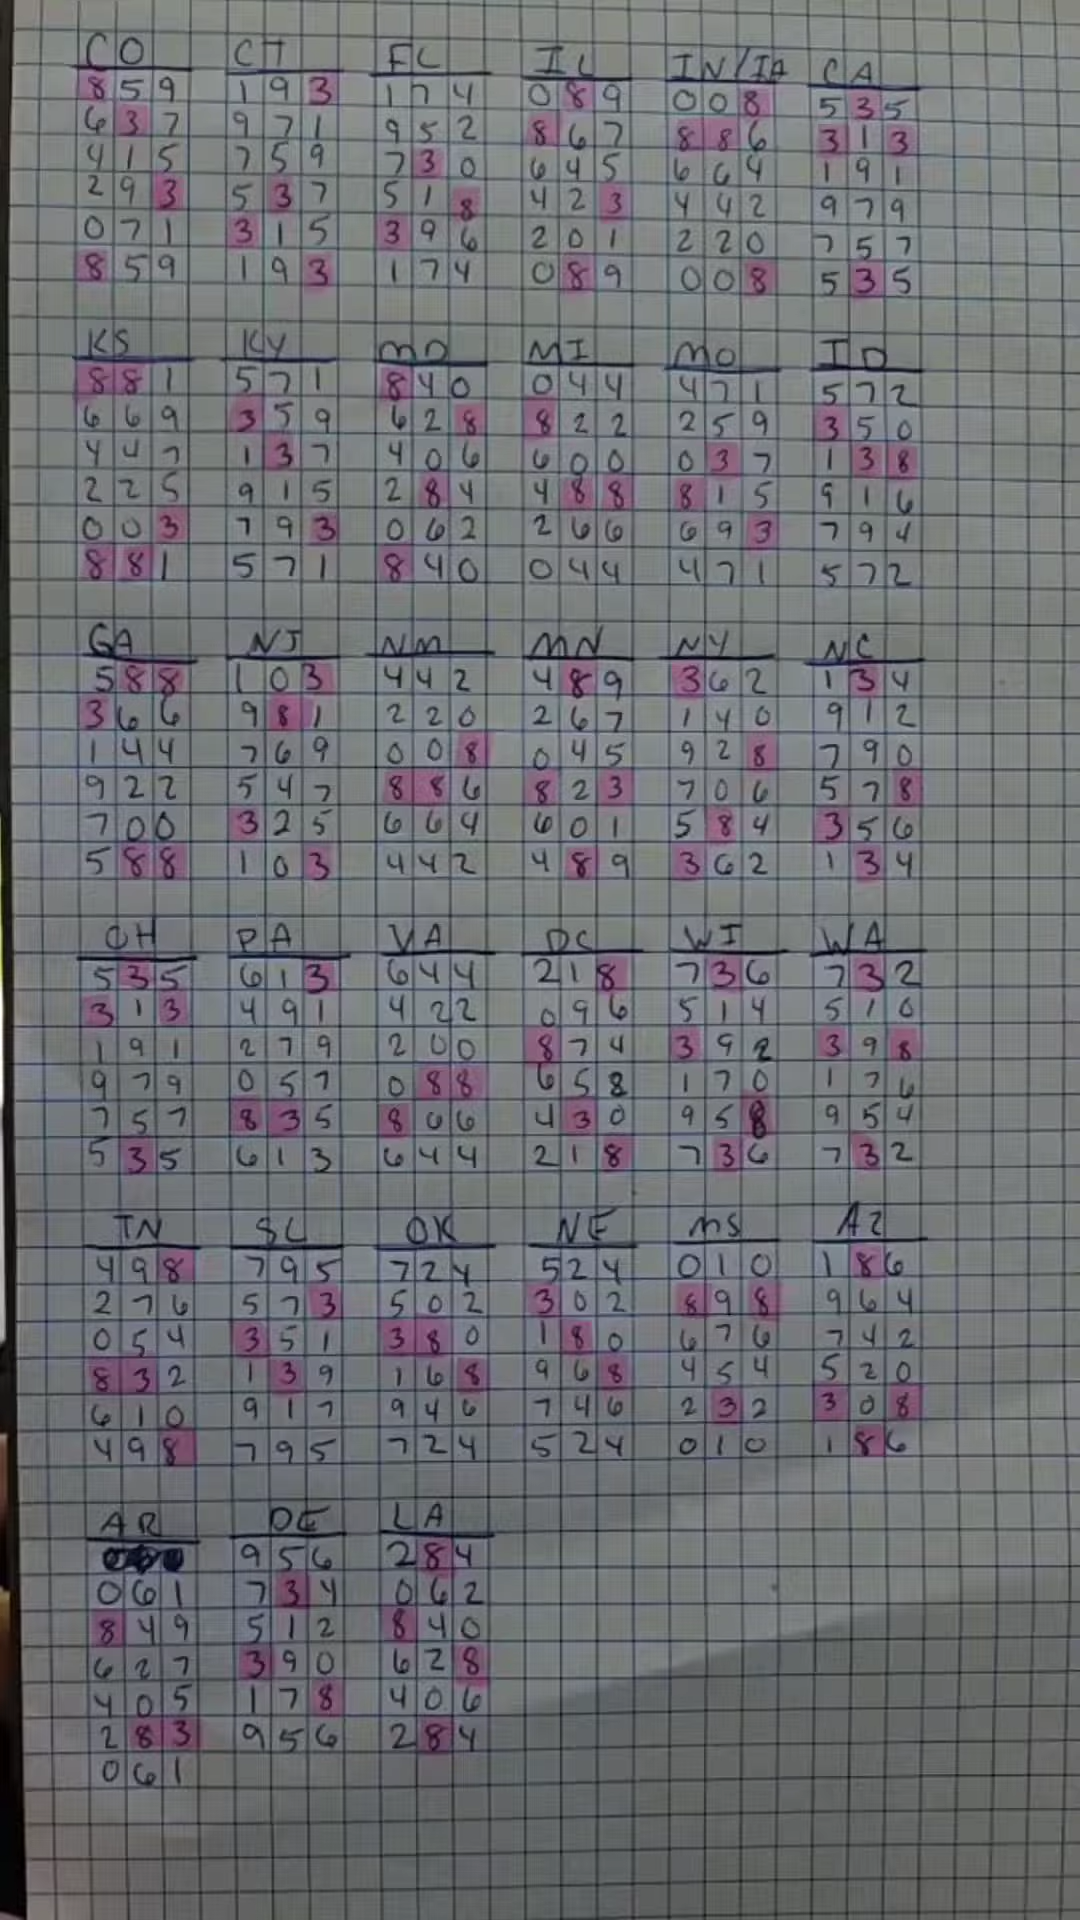 CO CT FL IL IN/IA CA
859 193 174 089 008 535
637 971 952 867 886 313
415 759 730 645 664 191
293 537 518 423 442 979
071 315 396 201 220 757
859 193 174 089 008 535
KS KY MD MI MO ID
881 571 840 044 471 572
669 359 628 822 259 350
447 137 406 600 037 138
225 915 284 488 815 916
003 793 062 266 693 794
881 571 840 044 471 572
GA NJ NM MN NY NC
588 103 442 489 362 134
366 981 220 267 140 912
144 769 008 045 928 790
922 547 886 823 706 578
700 325 664 601 584 356
588 103 442 489 362 134
OH PA VA DC WI WA
535 613 644 218 736 732
313 491 422 096 514 510
191 279 200 874 392 398
979 057 088 658 170 176
757 835 866 430 958 954
535 613 644 218 736 732
TN SC OK NE MS AZ
498 795 724 524 010 186
276 573 502 302 898 964
054 351 380 180 676 742
832 139 168 968 454 520
610 917 946 746 232 308
498 795 724 524 010 186
AR DE LA
956 284
061 734 062
849 512 840
627 390 628
405 178 406
283 956 284
061